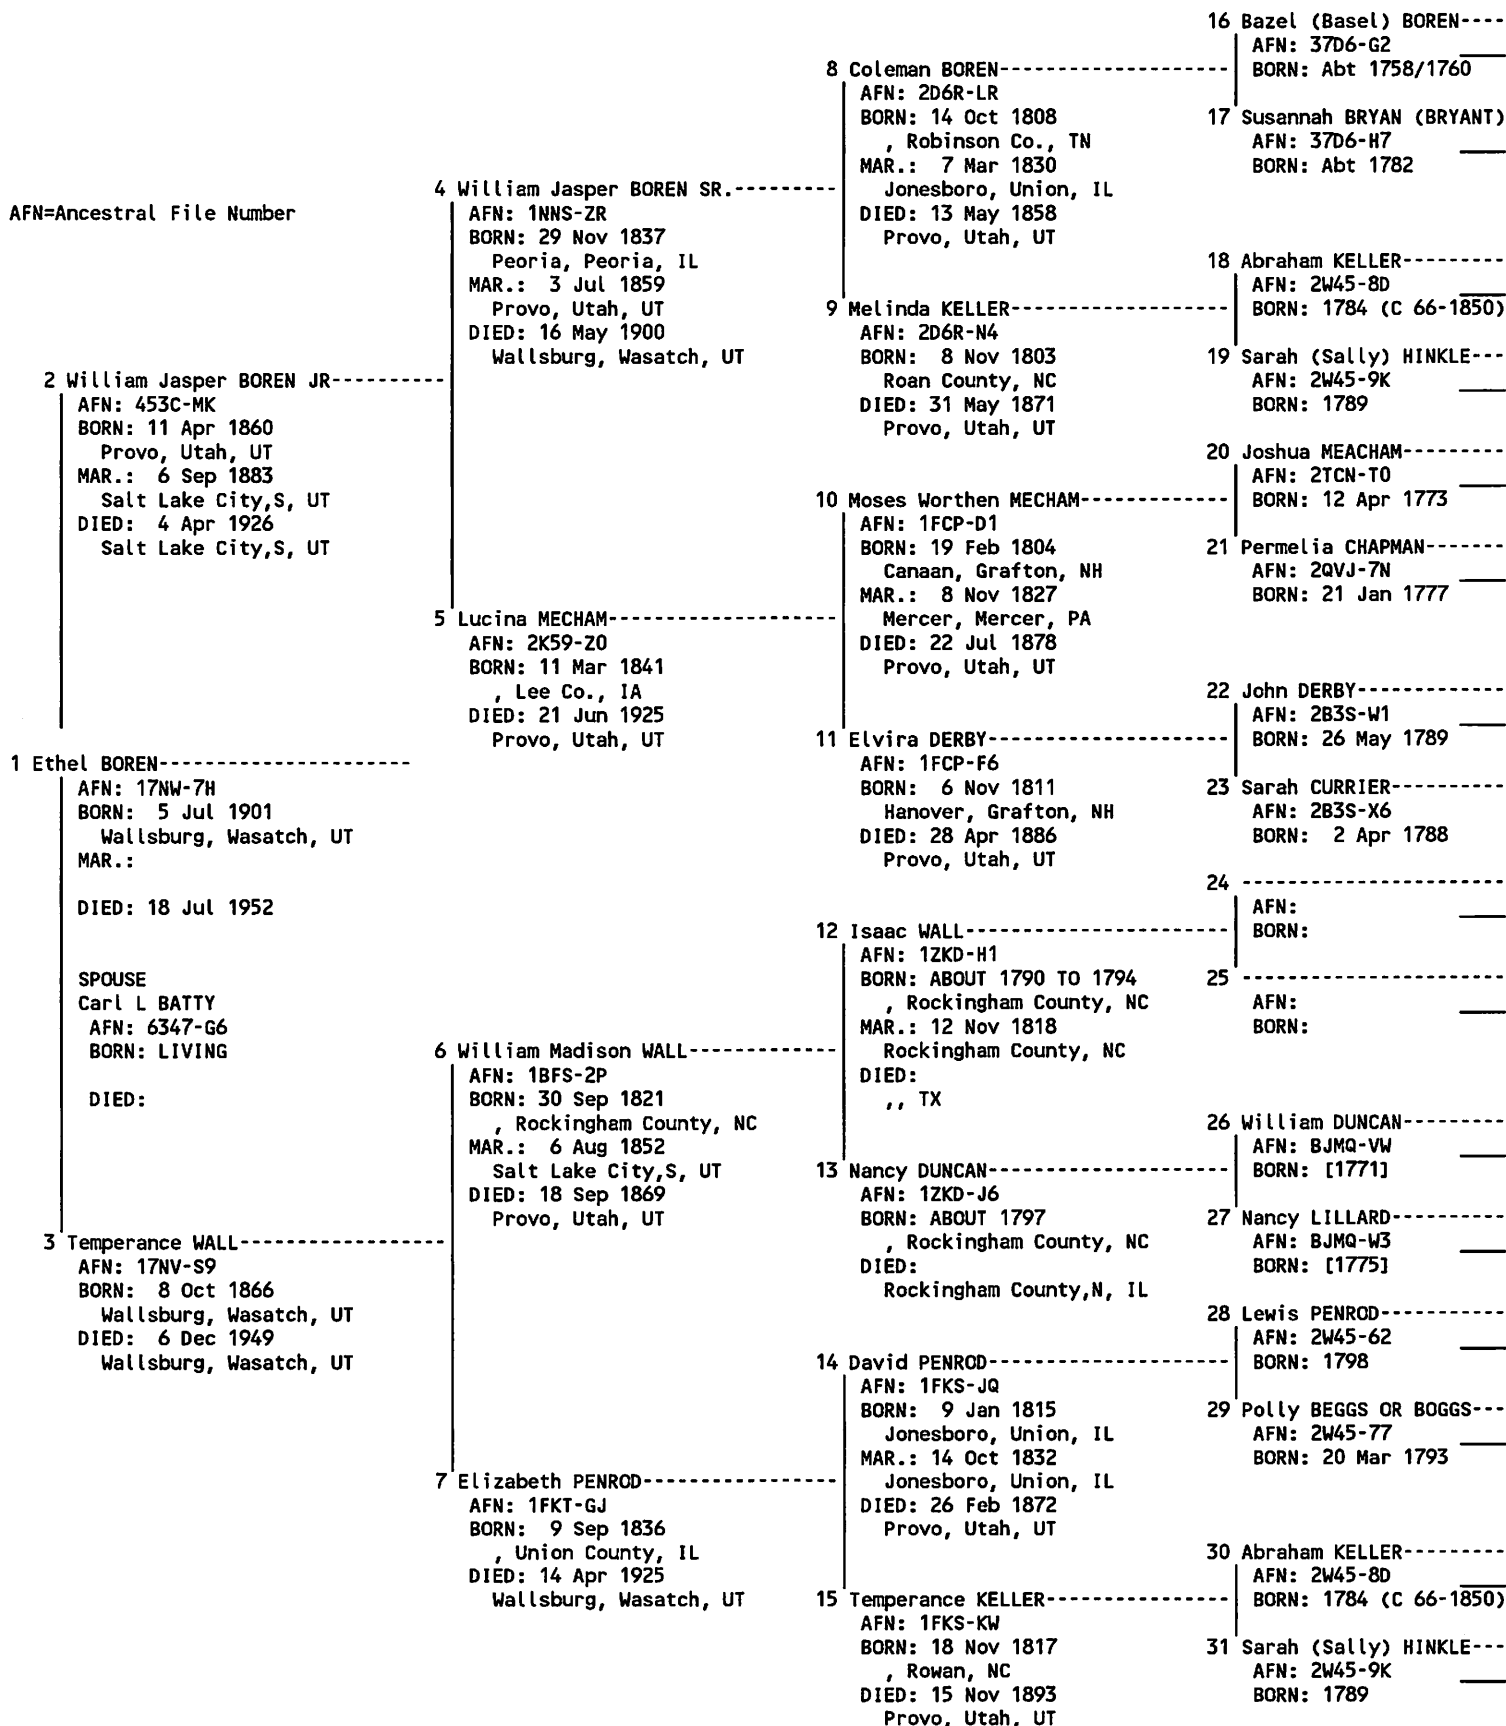 AFN=Ancestral File Number
1 Ethel BOREN
AFN: 17NW-7H
BORN: 5 Jul 1901
Wallsburg, Wasatch, UT
MAR.:
DIED: 18 Jul 1952
SPOUSE
Carl L BATTY
AFN: 6347-G6
BORN: LIVING
DIED:
2 William Jasper BOREN JR
AFN: 453C-MK
BORN: 11 Apr 1860
Provo, Utah, UT
MAR.: 6 Sep 1883
Salt Lake City,S, UT
DIED: 4 Apr 1926
Salt Lake City,S, UT
3 Temperance WALL
AFN: 17NV-S9
BORN: 8 Oct 1866
Wallsburg, Wasatch, UT
DIED: 6 Dec 1949
Wallsburg, Wasatch, UT
4 William Jasper BOREN SR.
AFN: 1NNS-ZR
BORN: 29 Nov 1837
Peoria, Peoria, IL
MAR.: 3 Jul 1859
Provo, Utah, UT
DIED: 16 May 1900
Wallsburg, Wasatch, UT
5 Lucina MECHAM
AFN: 2K59-Z0
BORN: 11 Mar 1841
, Lee Co., IA
DIED: 21 Jun 1925
Provo, Utah, UT
6 William Madison WALL
AFN: 1BFS-2P
BORN: 30 Sep 1821
, Rockingham County, NC
MAR.: 6 Aug 1852
Salt Lake City,S, UT
DIED: 18 Sep 1869
Provo, Utah, UT
7 Elizabeth PENROD
AFN: 1FKT-GJ
BORN: 9 Sep 1836
, Union County, IL
DIED: 14 Apr 1925
Wallsburg, Wasatch, UT
8 Coleman BOREN
AFN: 2D6R-LR
BORN: 14 Oct 1808
, Robinson Co., TN
MAR.: 7 Mar 1830
Jonesboro, Union, IL
DIED: 13 May 1858
Provo, Utah, UT
9 Melinda KELLER
AFN: 2D6R-N4
BORN: 8 Nov 1803
Roan County, NC
DIED: 31 May 1871
Provo, Utah, UT
10 Moses Worthen MECHAM
AFN: 1FCP-D1
BORN: 19 Feb 1804
Canaan, Grafton, NH
MAR.: 8 Nov 1827
Mercer, Mercer, PA
DIED: 22 Jul 1878
Provo, Utah, UT
11 Elvira DERBY
AFN: 1FCP-F6
BORN: 6 Nov 1811
Hanover, Grafton, NH
DIED: 28 Apr 1886
Provo, Utah, UT
12 Isaac WALL
AFN: 1ZKD-H1
BORN: ABOUT 1790 TO 1794
, Rockingham County, NC
MAR.: 12 Nov 1818
Rockingham County, NC
DIED:
,, TX
13 Nancy DUNCAN
AFN: 1ZKD-J6
BORN: ABOUT 1797
, Rockingham County, NC
DIED:
Rockingham County,N, IL
14 David PENROD
AFN: 1FKS-JQ
BORN: 9 Jan 1815
Jonesboro, Union, IL
MAR.: 14 Oct 1832
Jonesboro, Union, IL
DIED: 26 Feb 1872
Provo, Utah, UT
15 Temperance KELLER
AFN: 1FKS-KW
BORN: 18 Nov 1817
, Rowan, NC
DIED: 15 Nov 1893
Provo, Utah, UT
16 Bazel (Basel) BOREN
AFN: 37D6-G2
BORN: Abt 1758/1760
17 Susannah BRYAN (BRYANT)
AFN: 37D6-H7
BORN: Abt 1782
18 Abraham KELLER
AFN: 2W45-8D
BORN: 1784 (C 66-1850)
19 Sarah (Sally) HINKLE
AFN: 2W45-9K
BORN: 1789
20 Joshua MEACHAM
AFN: 2TCN-T0
BORN: 12 Apr 1773
21 Permelia CHAPMAN
AFN: 2QVJ-7N
BORN: 21 Jan 1777
22 John DERBY
AFN: 2B3S-W1
BORN: 26 May 1789
23 Sarah CURRIER
AFN: 2B3S-X6
BORN: 2 Apr 1788
24
AFN:
BORN:
25
AFN:
BORN:
26 William DUNCAN
AFN: BJMQ-VW
BORN: [1771]
27 Nancy LILLARD
AFN: BJMQ-W3
BORN: [1775]
28 Lewis PENROD
AFN: 2W45-62
BORN: 1798
29 Polly BEGGS OR BOGGS
AFN: 2W45-77
BORN: 20 Mar 1793
30 Abraham KELLER
AFN: 2W45-8D
BORN: 1784 (C 66-1850)
31 Sarah (Sally) HINKLE
AFN: 2W45-9K
BORN: 1789